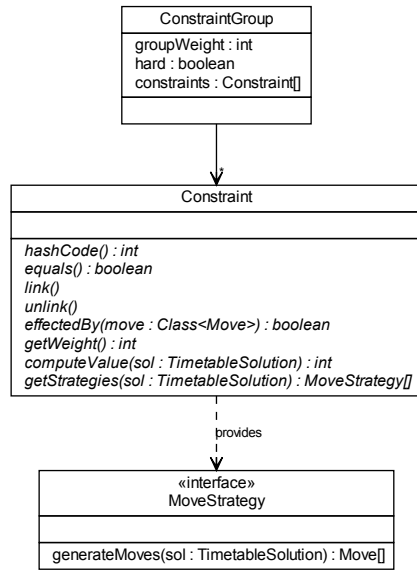 ConstraintGroup
groupWeight : int
hard : boolean
constraints : Constraint[]
*
Constraint
hashCode() : int
equals() : boolean
link()
unlink()
effectedBy(move : Class<Move>) : boolean
getWeight() : int
computeValue(sol : TimetableSolution) : int
getStrategies(sol : TimetableSolution) : MoveStrategy[]
provides
«interface»
MoveStrategy
generateMoves(sol : TimetableSolution) : Move[]